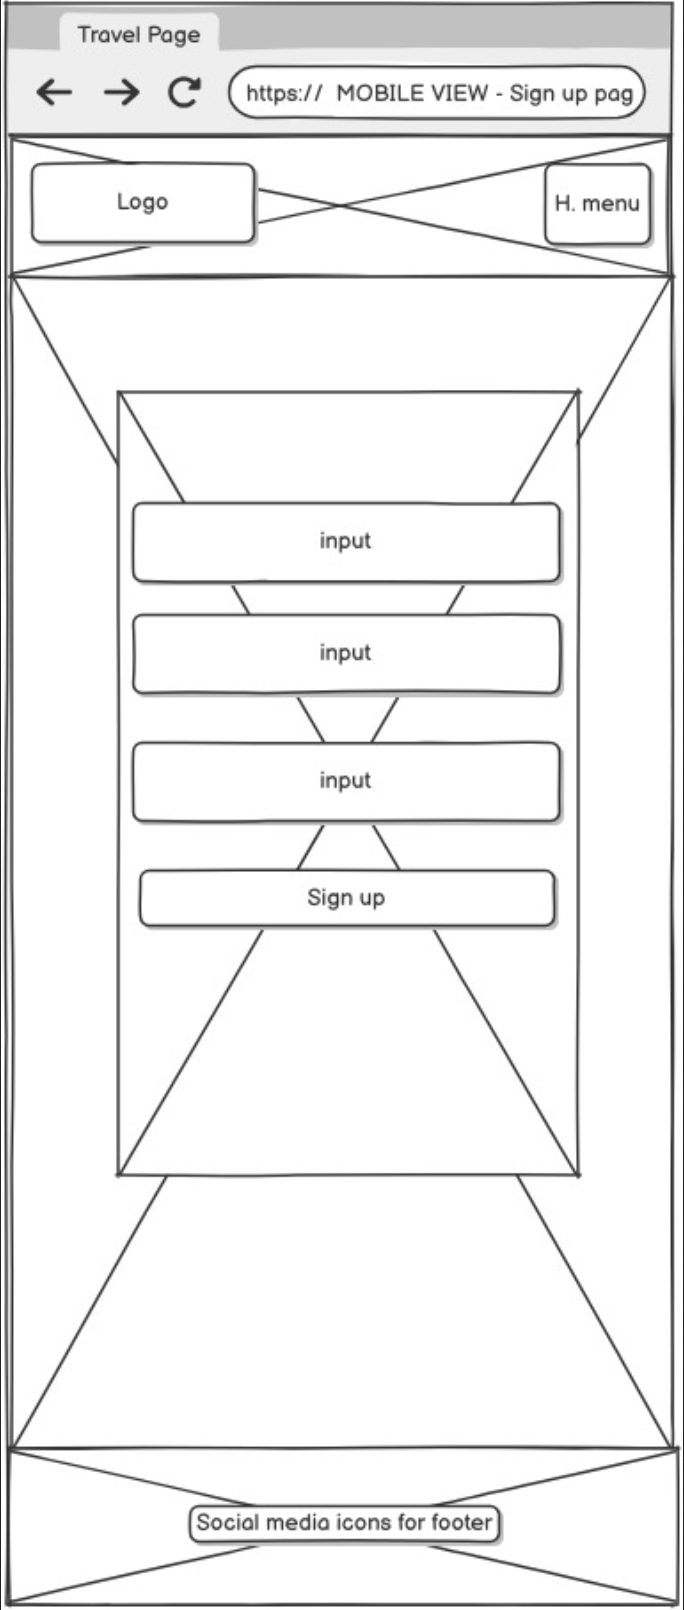 Travel Page
https://  MOBILE VIEW - Sign up pag
Logo
H. menu
input
input
input
Sign up
Social media icons for footer